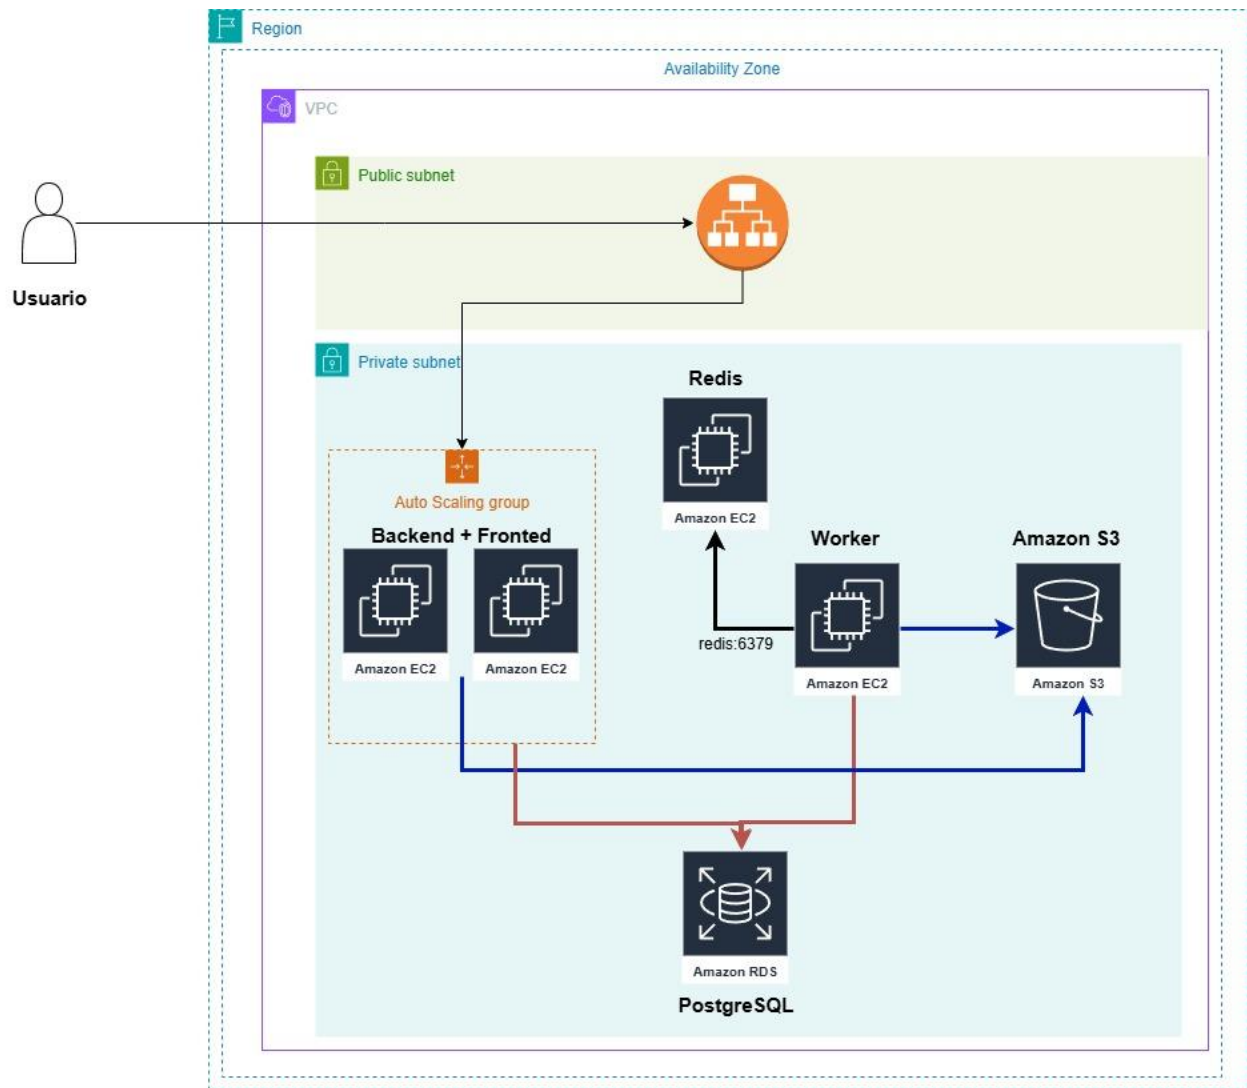 Region
Availability Zone
VPC
Public subnet
Usuario
Private subnet
Redis
Amazon EC2
Auto Scaling group
Backend + Fronted
Amazon EC2
Amazon EC2
Worker
Amazon EC2
Amazon S3
Amazon S3
redis:6379
Amazon RDS
PostgreSQL